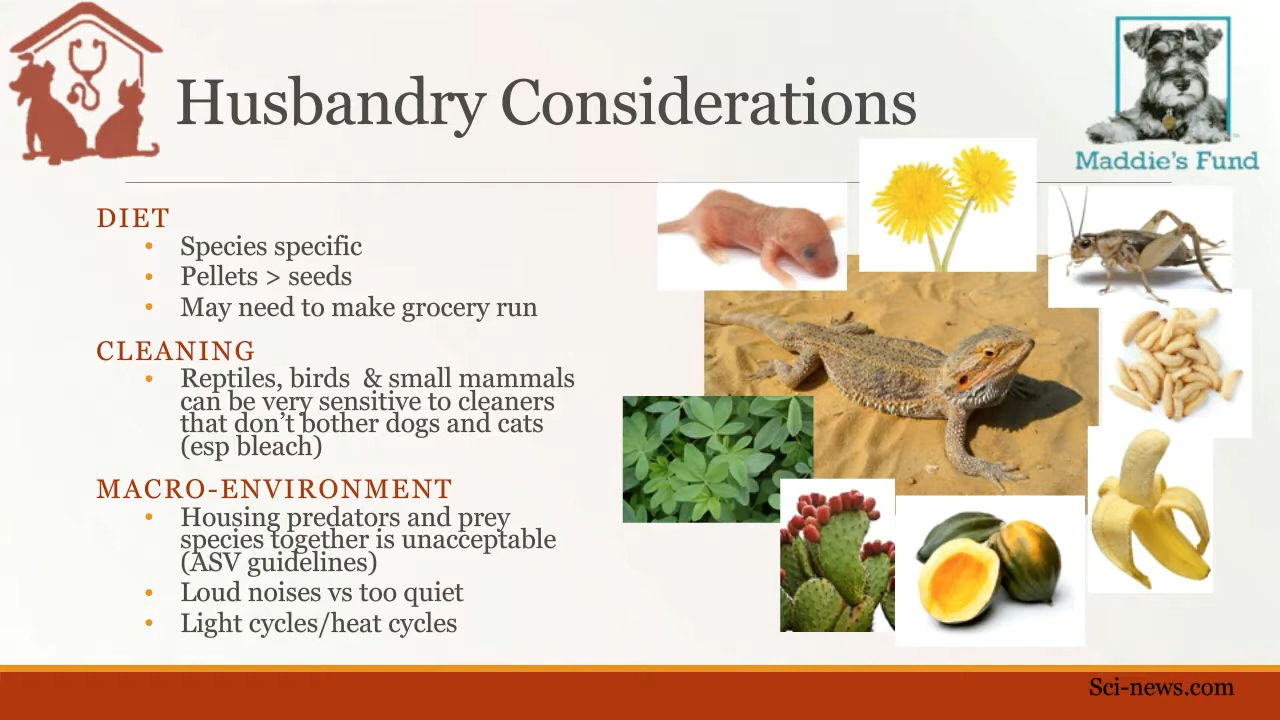 Husbandry Considerations
Maddie's Fund
DIET
• Species specific
• Pellets > seeds
• May need to make grocery run
CLEANING
• Reptiles, birds & small mammals
can be very sensitive to cleaners
that don't bother dogs and cats
(esp bleach)
MACRO-ENVIRONMENT
• Housing predators and prey
species together is unacceptable
(ASV guidelines)
• Loud noises vs too quiet
• Light cycles/heat cycles
Sci-news.com